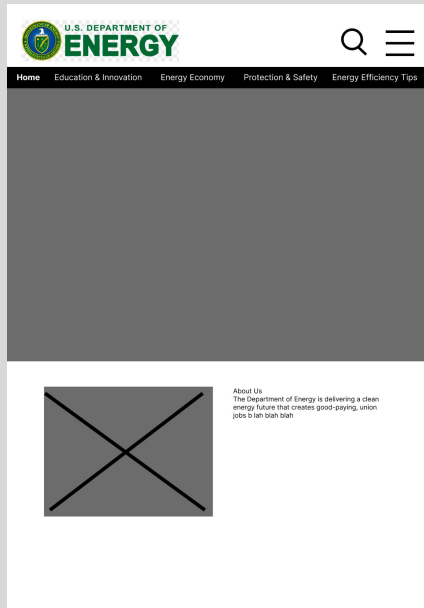 U.S. DEPARTMENT OF
ENERGY
Home Education & Innovation Energy Economy Protection & Safety Energy Efficiency Tips
About Us
The Department of Energy is delivering a clean
energy future that creates good-paying, union
jobs b lah blah blah